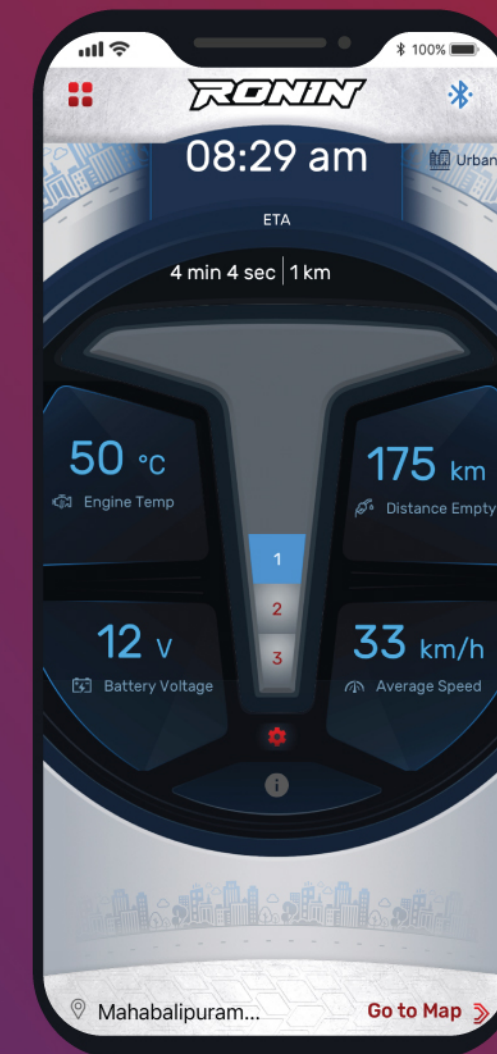 100%
RONIN
08:29 am
Urban
ETA
4 min 4 sec | 1 km
50 °C
Engine Temp
175 km
Distance Empty
1
2
3
12 V
Battery Voltage
33 km/h
Average Speed
i
Mahabalipuram...
Go to Map